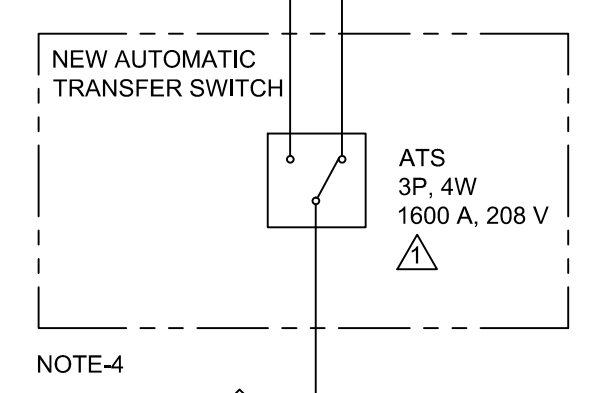 NEW AUTOMATIC
TRANSFER SWITCH
ATS
3P, 4W
1600 A, 208 V
1
NOTE-4